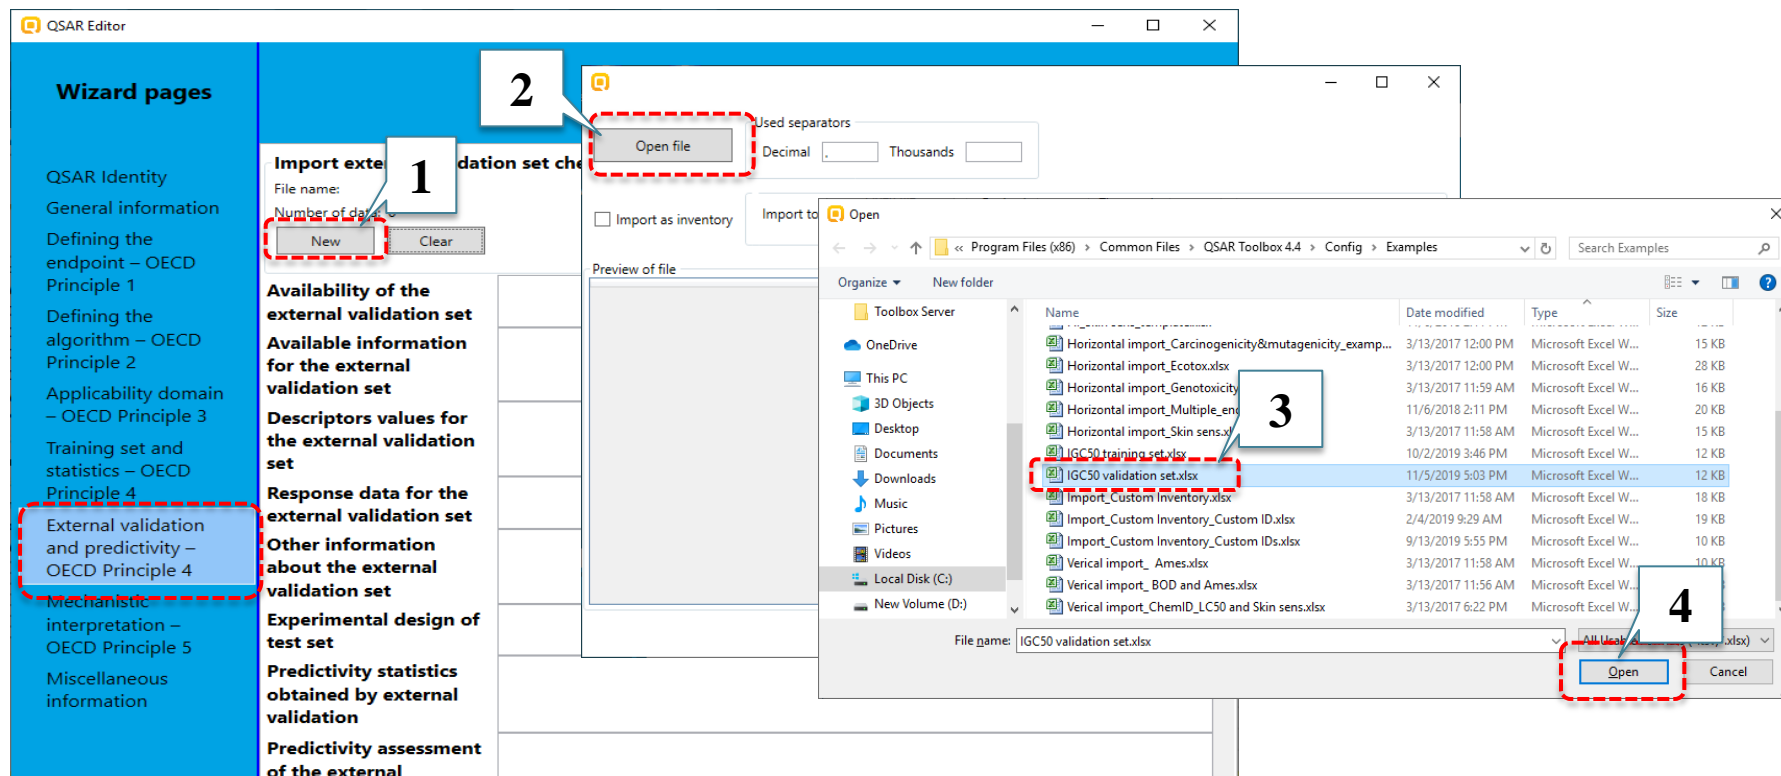 QSAR Editor
Wizard pages
QSAR Identity
General information
Defining the
endpoint – OECD
Principle 1
Defining the
algorithm – OECD
Principle 2
Applicability domain
– OECD Principle 3
Training set and
statistics – OECD
Principle 4
External validation
and predictivity –
OECD Principle 4
Mechanistic
interpretation –
OECD Principle 5
Miscellaneous
information
1
Import exte dation set che
File name:
Number of data:
New Clear
Availability of the
external validation set
Available information
for the external
validation set
Descriptors values for
the external validation
set
Response data for the
external validation set
Other information
about the external
validation set
Experimental design of
test set
Predictivity statistics
obtained by external
validation
Predictivity assessment
of the external
2
Open file
Used separators
Decimal . Thousands
Import as inventory
Import to
Preview of file
Open
« Program Files (x86) › Common Files › QSAR Toolbox 4.4 › Config › Examples
Search Examples
Organize New folder
Toolbox Server
OneDrive
This PC
3D Objects
Desktop
Documents
Downloads
Music
Pictures
Videos
Local Disk (C:)
New Volume (D:)
Name Date modified Type Size
Horizontal import_Carcinogenicity&mutagenicity_examp... 3/13/2017 12:00 PM Microsoft Excel W... 15 KB
Horizontal import_Ecotox.xlsx 3/13/2017 12:00 PM Microsoft Excel W... 28 KB
Horizontal import_Genotoxicity 3/13/2017 11:59 AM Microsoft Excel W... 16 KB
Horizontal import_Multiple_en 11/6/2018 2:11 PM Microsoft Excel W... 20 KB
Horizontal import_Skin sens.x 3/13/2017 11:58 AM Microsoft Excel W... 15 KB
IGC50 training set.xlsx 10/2/2019 3:46 PM Microsoft Excel W... 12 KB
IGC50 validation set.xlsx 11/5/2019 5:03 PM Microsoft Excel W... 12 KB
Import_Custom Inventory.xlsx 3/13/2017 11:58 AM Microsoft Excel W... 18 KB
Import_Custom Inventory_Custom ID.xlsx 2/4/2019 9:29 AM Microsoft Excel W... 19 KB
Import_Custom Inventory_Custom IDs.xlsx 9/13/2019 5:55 PM Microsoft Excel W... 10 KB
Verical import_ Ames.xlsx 3/13/2017 11:58 AM Microsoft Excel W... 10 KB
Verical import_ BOD and Ames.xlsx 3/13/2017 11:56 AM Microsoft Excel W...
Verical import_ChemID_LC50 and Skin sens.xlsx 3/13/2017 6:22 PM Microsoft Excel W...
3
4
File name: IGC50 validation set.xlsx
Open Cancel